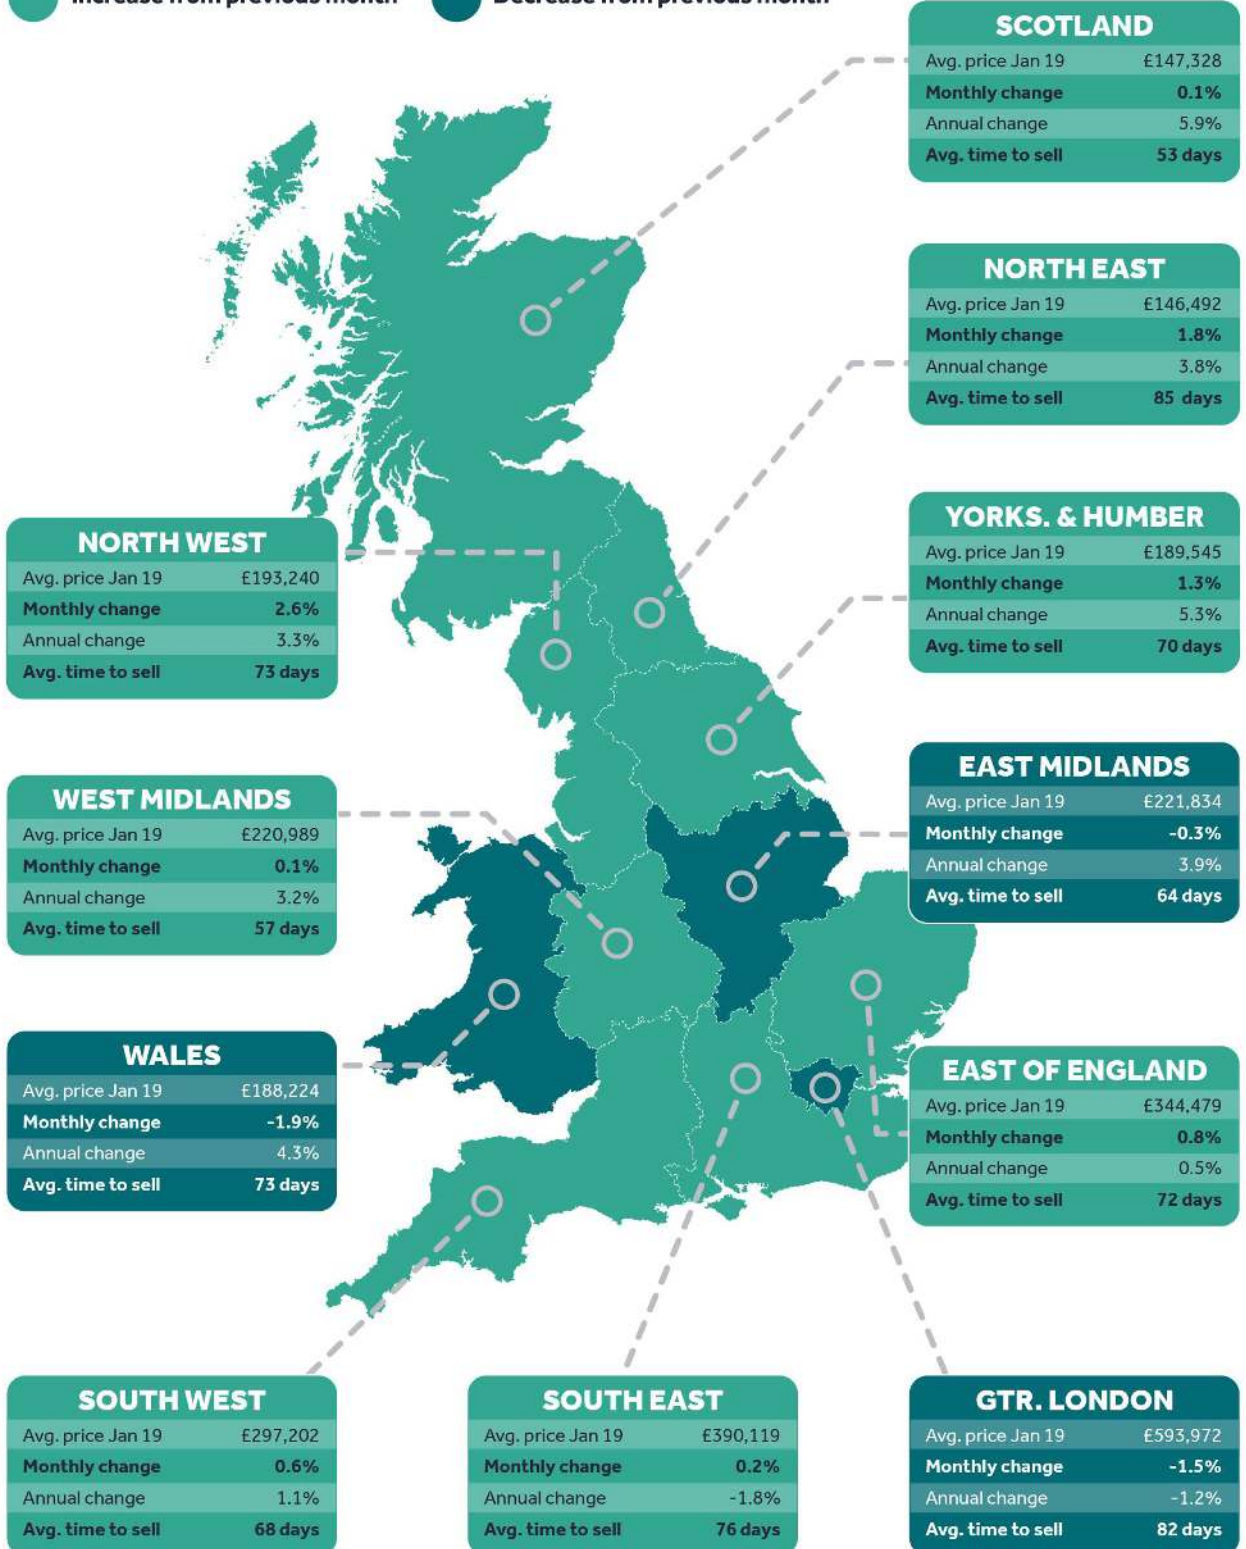 Increase from previous month
Decrease from previous month
SCOTLAND
Avg. price Jan 19 £147,328
Monthly change 0.1%
Annual change 5.9%
Avg. time to sell 53 days
NORTH EAST
Avg. price Jan 19 £146,492
Monthly change 1.8%
Annual change 3.8%
Avg. time to sell 85 days
NORTH WEST
Avg. price Jan 19 £193,240
Monthly change 2.6%
Annual change 3.3%
Avg. time to sell 73 days
YORKS. & HUMBER
Avg. price Jan 19 £189,545
Monthly change 1.3%
Annual change 5.3%
Avg. time to sell 70 days
WEST MIDLANDS
Avg. price Jan 19 £220,989
Monthly change 0.1%
Annual change 3.2%
Avg. time to sell 57 days
EAST MIDLANDS
Avg. price Jan 19 £221,834
Monthly change -0.3%
Annual change 3.9%
Avg. time to sell 64 days
WALES
Avg. price Jan 19 £188,224
Monthly change -1.9%
Annual change 4.3%
Avg. time to sell 73 days
EAST OF ENGLAND
Avg. price Jan 19 £344,479
Monthly change 0.8%
Annual change 0.5%
Avg. time to sell 72 days
SOUTH WEST
Avg. price Jan 19 £297,202
Monthly change 0.6%
Annual change 1.1%
Avg. time to sell 68 days
SOUTH EAST
Avg. price Jan 19 £390,119
Monthly change 0.2%
Annual change -1.8%
Avg. time to sell 76 days
GTR. LONDON
Avg. price Jan 19 £593,972
Monthly change -1.5%
Annual change -1.2%
Avg. time to sell 82 days